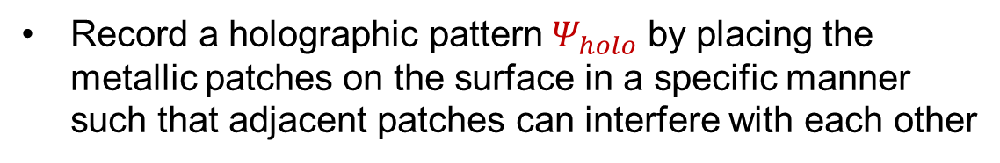 • Record a holographic pattern Ψ_holo by placing the
metallic patches on the surface in a specific manner
such that adjacent patches can interfere with each other